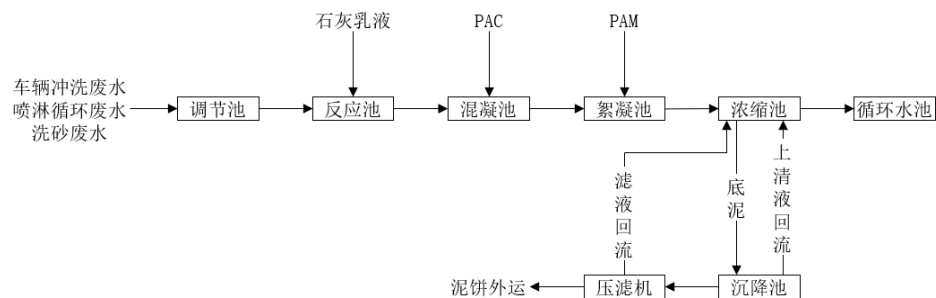 石灰乳液
PAC
PAM
车辆冲洗废水
喷淋循环废水
洗砂废水
调节池
反应池
混凝池
絮凝池
浓缩池
循环水池
滤液回流
底泥
上清液回流
泥饼外运
压滤机
沉降池